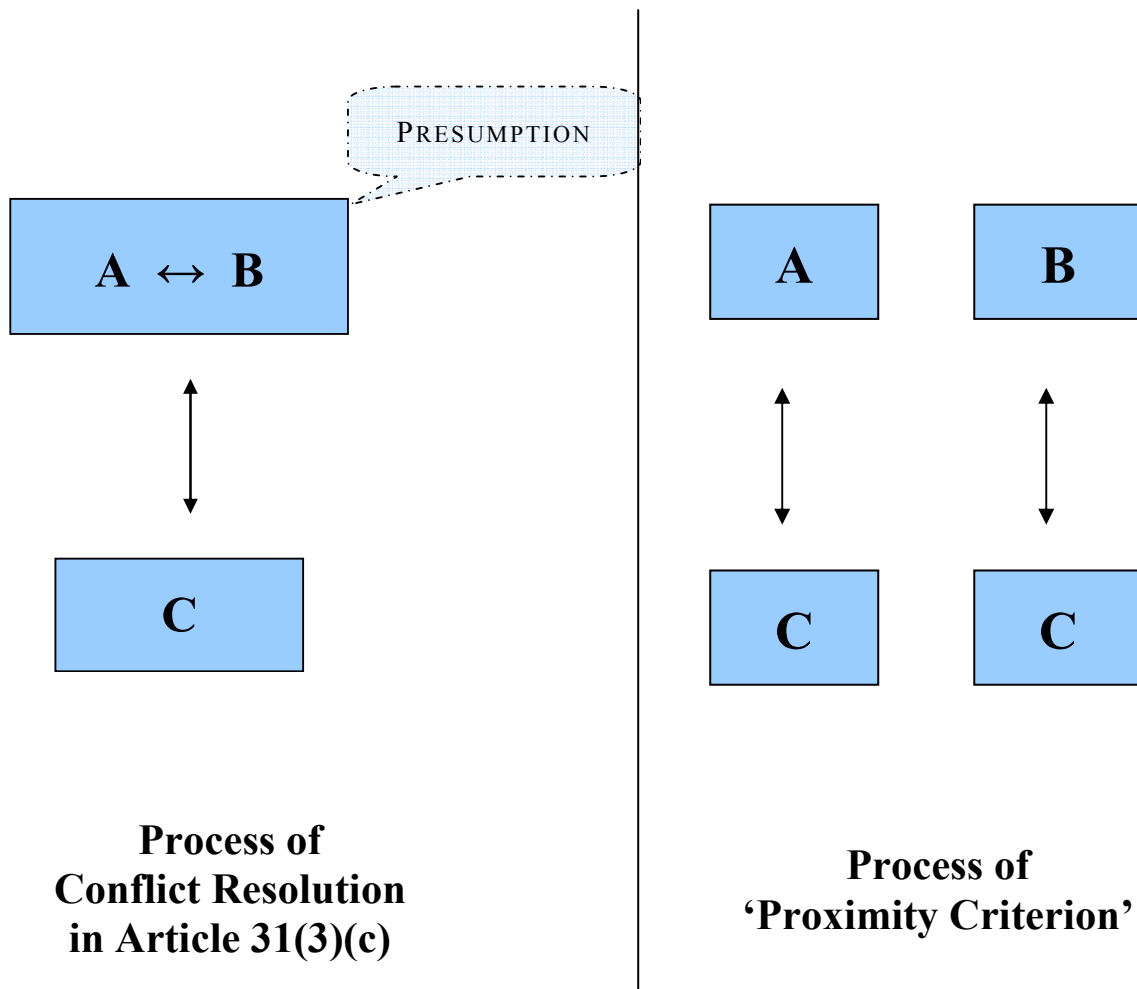 PRESUMPTION
A ↔ B
C
Process of
Conflict Resolution
in Article 31(3)(c)
A B
C C
Process of
‘Proximity Criterion’